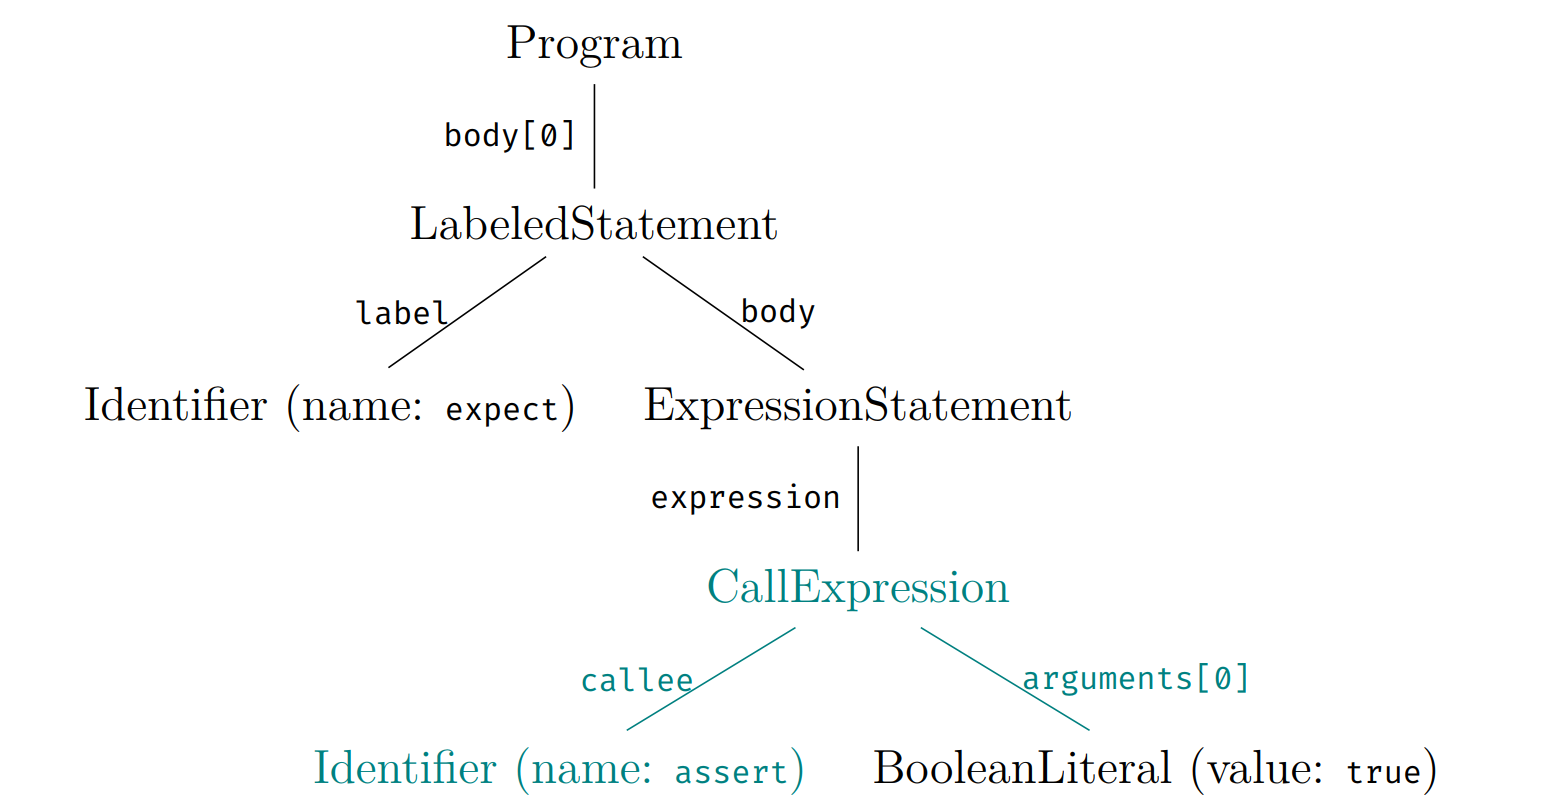 Program
body[0]
LabeledStatement
label
body
Identifier (name: expect)
ExpressionStatement
expression
CallExpression
callee
arguments[0]
Identifier (name: assert)
BooleanLiteral (value: true)